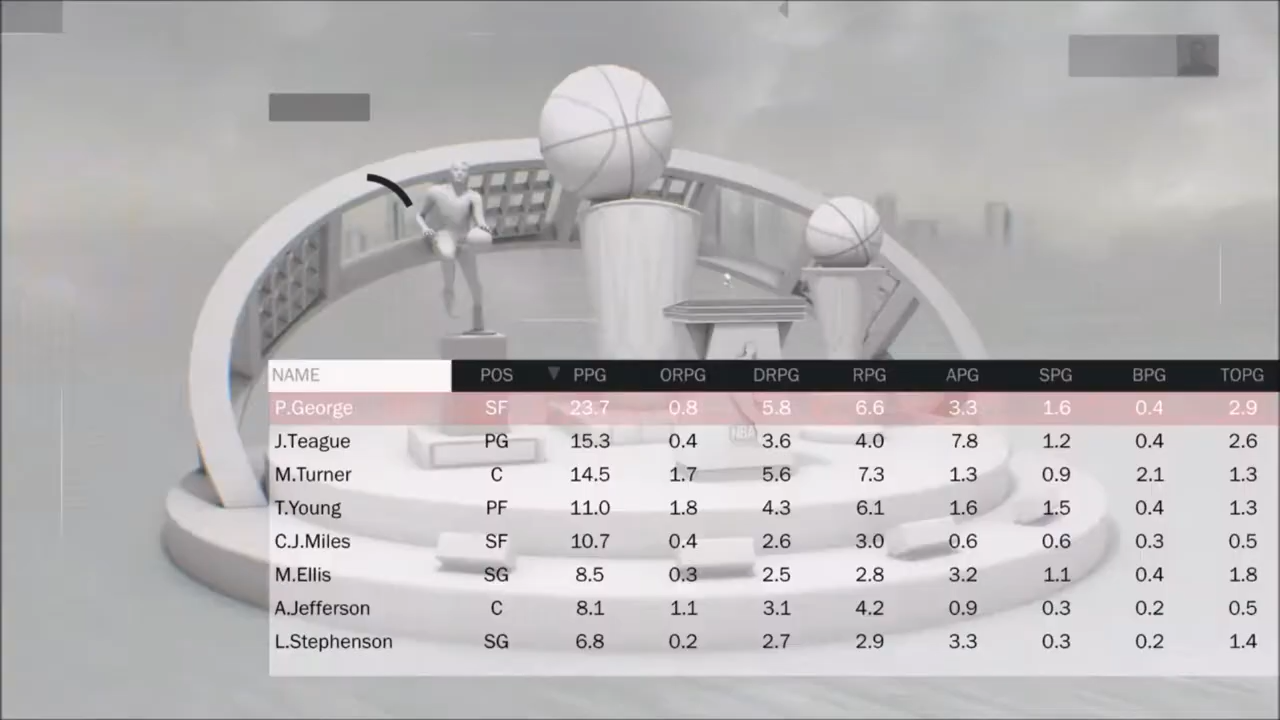 NAME POS PPG ORPG DRPG RPG APG SPG BPG TOPG
P.George SF 23.7 0.8 5.8 6.6 3.3 1.6 0.4 2.9
J.Teague PG 15.3 0.4 3.6 4.0 7.8 1.2 0.4 2.6
M.Turner C 14.5 1.7 5.6 7.3 1.3 0.9 2.1 1.3
T.Young PF 11.0 1.8 4.3 6.1 1.6 1.5 0.4 1.3
C.J.Miles SF 10.7 0.4 2.6 3.0 0.6 0.6 0.3 0.5
M.Ellis SG 8.5 0.3 2.5 2.8 3.2 1.1 0.4 1.8
A.Jefferson C 8.1 1.1 3.1 4.2 0.9 0.3 0.2 0.5
L.Stephenson SG 6.8 0.2 2.7 2.9 3.3 0.3 0.2 1.4
NBA